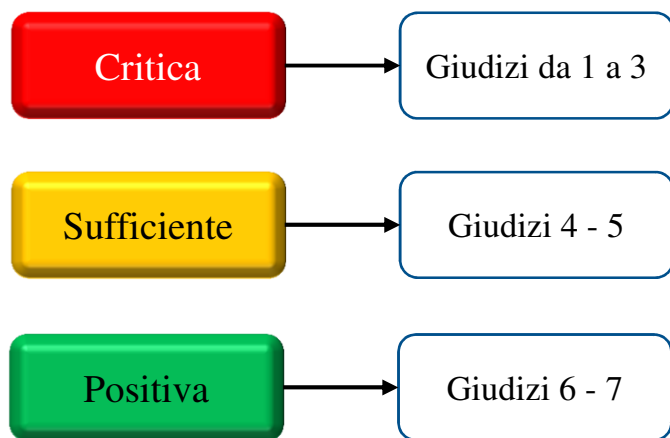 Critica
Giudizi da 1 a 3
Sufficiente
Giudizi 4 - 5
Positiva
Giudizi 6 - 7